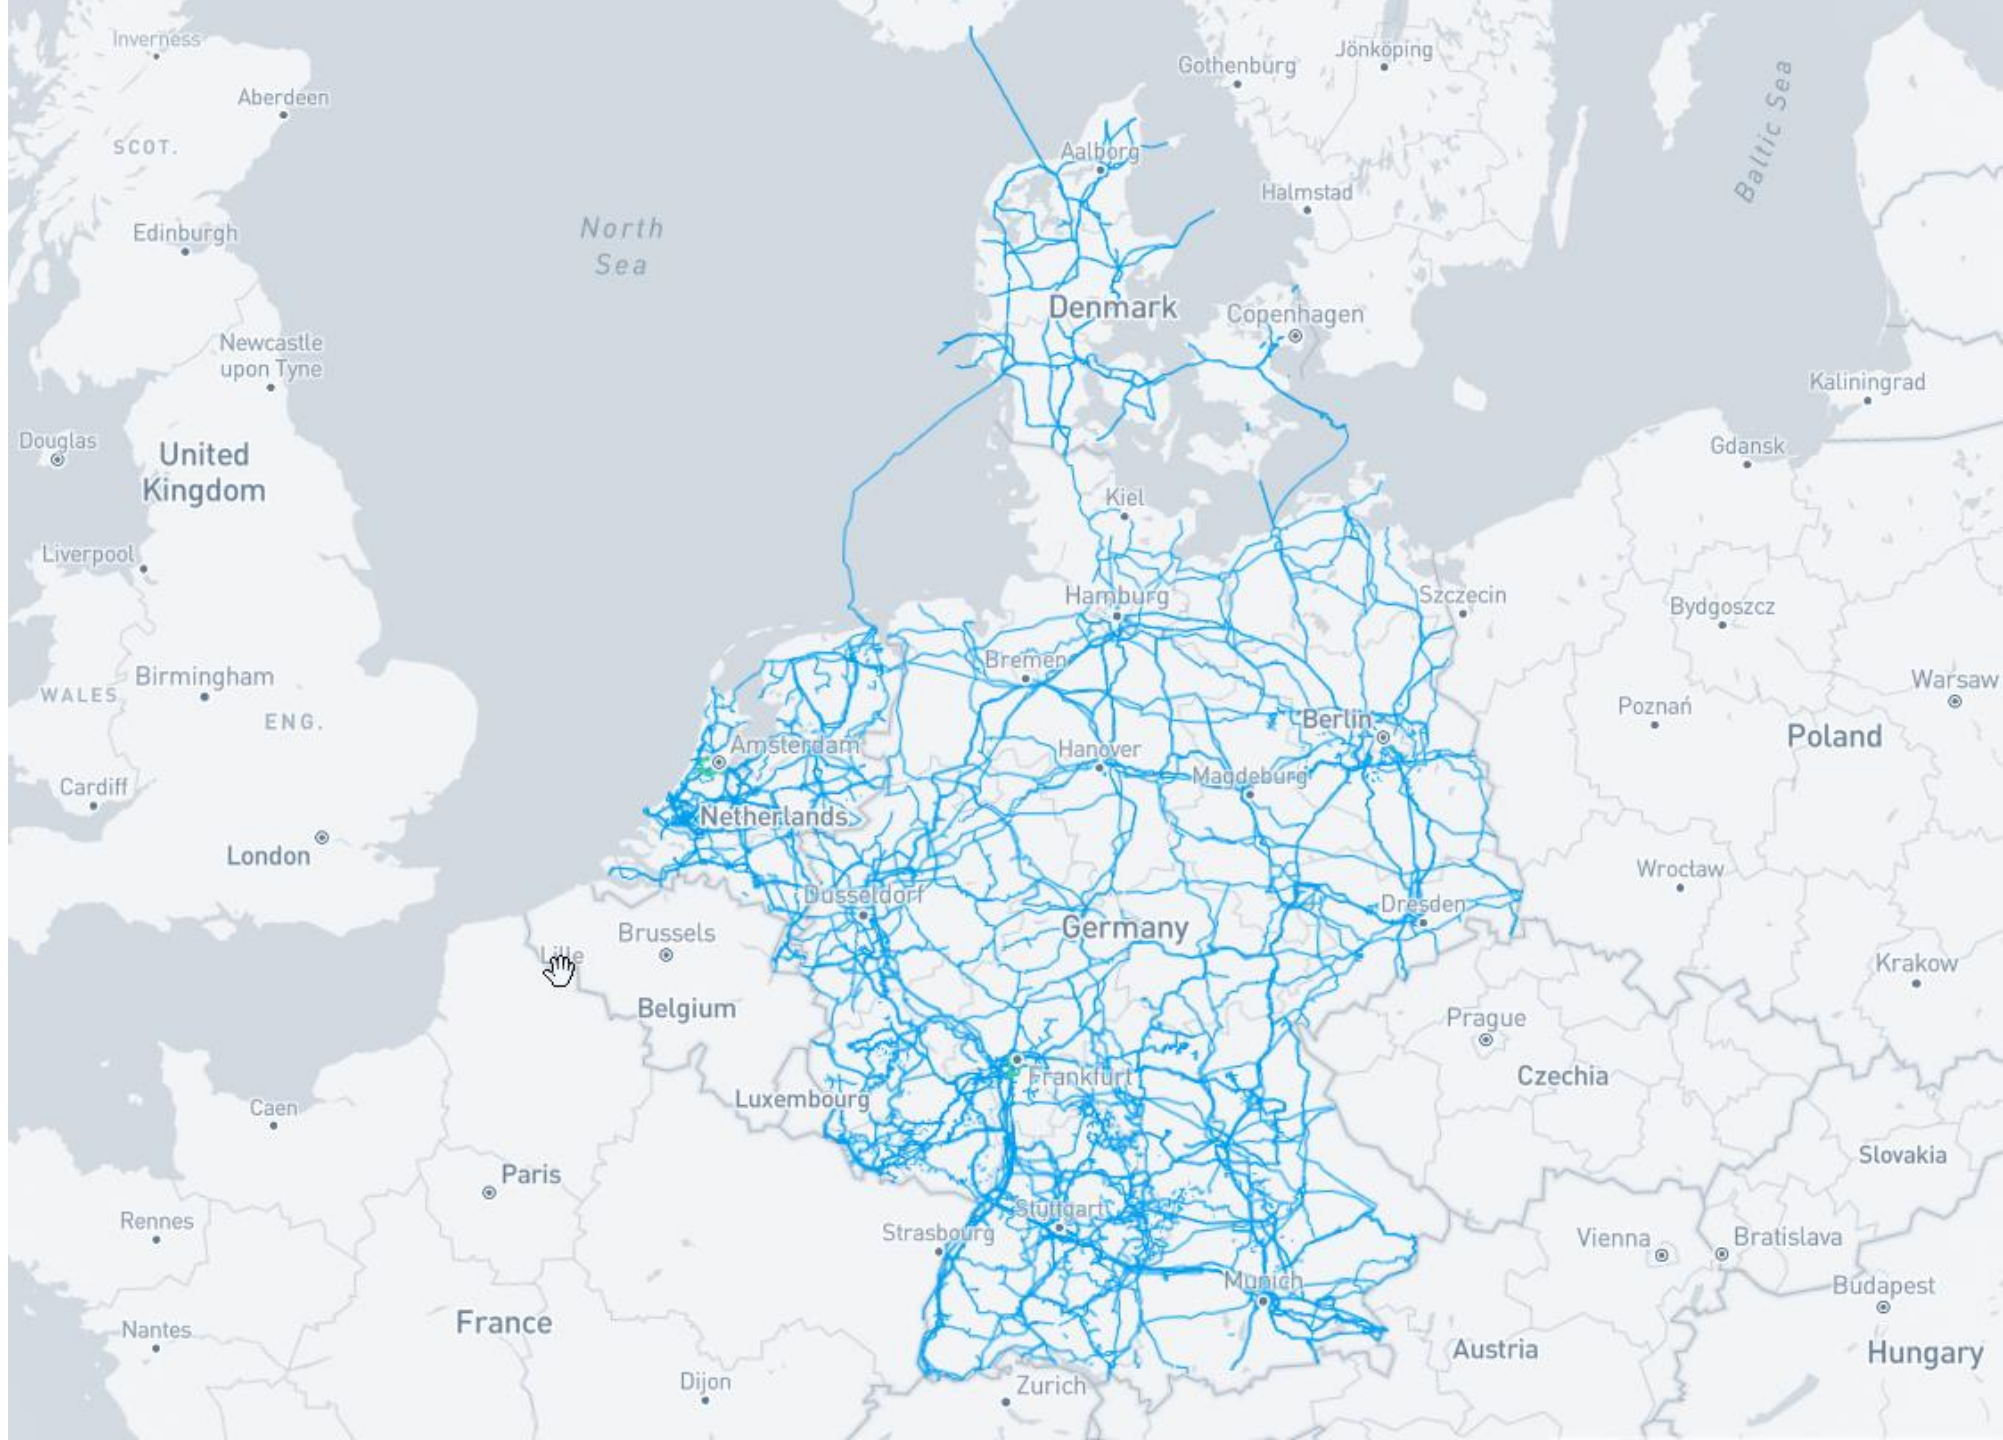 Inverness
Jönköping
Gothenburg
Aberdeen
SCOT.
Baltic Sea
Aalborg
Halmstad
Edinburgh
North
Sea
Denmark
Copenhagen
Newcastle
upon Tyne
Kaliningrad
Douglas
United
Kingdom
Gdansk
Kiel
Liverpool
Hamburg
Szczecin
Bydgoszcz
Bremen
Birmingham
WALES
ENG.
Warsaw
Poznań
Berlin
Poland
Amsterdam
Hanover
Magdeburg
Cardiff
Netherlands
London
Wrocław
Dusseldorf
Dresden
Brussels
Germany
Lille
Krakow
Belgium
Prague
Czechia
Frankfurt
Luxembourg
Caen
Slovakia
Paris
Stuttgart
Rennes
Strasbourg
Vienna
Bratislava
Munich
Budapest
France
Nantes
Austria
Hungary
Dijon
Zurich